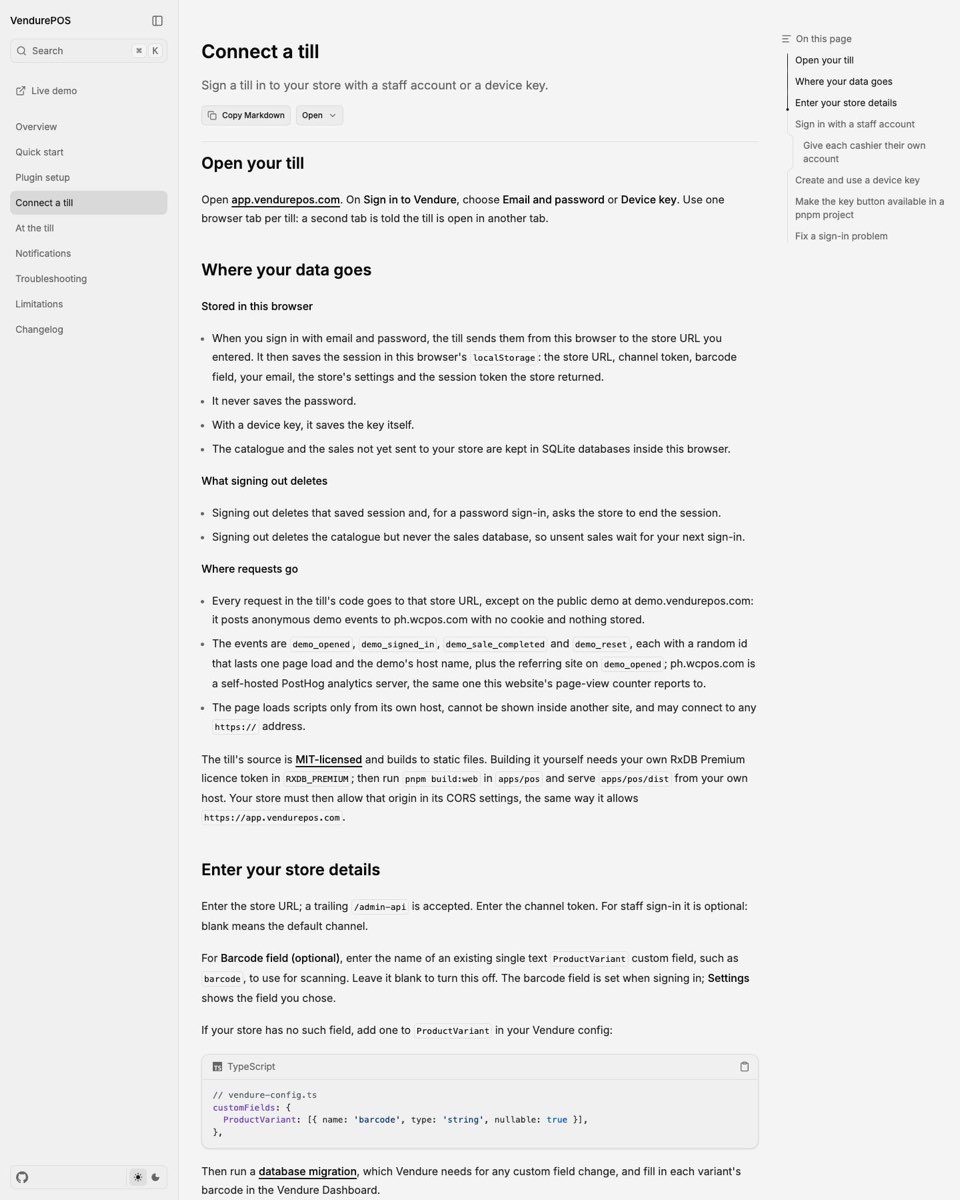 VendurePOS
Search ⌘ K
Live demo
Overview
Quick start
Plugin setup
Connect a till
At the till
Notifications
Troubleshooting
Limitations
Changelog
Connect a till
Sign a till in to your store with a staff account or a device key.
Copy Markdown
Open
Open your till
Open app.vendurepos.com. On Sign in to Vendure, choose Email and password or Device key. Use one
browser tab per till: a second tab is told the till is open in another tab.
Where your data goes
Stored in this browser
When you sign in with email and password, the till sends them from this browser to the store URL you
entered. It then saves the session in this browser's localStorage: the store URL, channel token, barcode
field, your email, the store's settings and the session token the store returned.
It never saves the password.
With a device key, it saves the key itself.
The catalogue and the sales not yet sent to your store are kept in SQLite databases inside this browser.
What signing out deletes
Signing out deletes that saved session and, for a password sign-in, asks the store to end the session.
Signing out deletes the catalogue but never the sales database, so unsent sales wait for your next sign-in.
Where requests go
Every request in the till's code goes to that store URL, except on the public demo at demo.vendurepos.com:
it posts anonymous demo events to ph.wcpos.com with no cookie and nothing stored.
The events are demo_opened, demo_signed_in, demo_sale_completed and demo_reset, each with a random id
that lasts one page load and the demo's host name, plus the referring site on demo_opened; ph.wcpos.com is
a self-hosted PostHog analytics server, the same one this website's page-view counter reports to.
The page loads scripts only from its own host, cannot be shown inside another site, and may connect to any
https:// address.
The till's source is MIT-licensed and builds to static files. Building it yourself needs your own RxDB Premium
licence token in RXDB_PREMIUM; then run pnpm build:web in apps/pos and serve apps/pos/dist from your own
host. Your store must then allow that origin in its CORS settings, the same way it allows
https://app.vendurepos.com.
Enter your store details
Enter the store URL; a trailing /admin-api is accepted. Enter the channel token. For staff sign-in it is optional:
blank means the default channel.
For Barcode field (optional), enter the name of an existing single text ProductVariant custom field, such as
barcode, to use for scanning. Leave it blank to turn this off. The barcode field is set when signing in; Settings
shows the field you chose.
If your store has no such field, add one to ProductVariant in your Vendure config:
TypeScript
// vendure-config.ts
customFields: {
ProductVariant: [{ name: 'barcode', type: 'string', nullable: true }],
},
Then run a database migration, which Vendure needs for any custom field change, and fill in each variant's
barcode in the Vendure Dashboard.
On this page
Open your till
Where your data goes
Enter your store details
Sign in with a staff account
Give each cashier their own
account
Create and use a device key
Make the key button available in a
pnpm project
Fix a sign-in problem